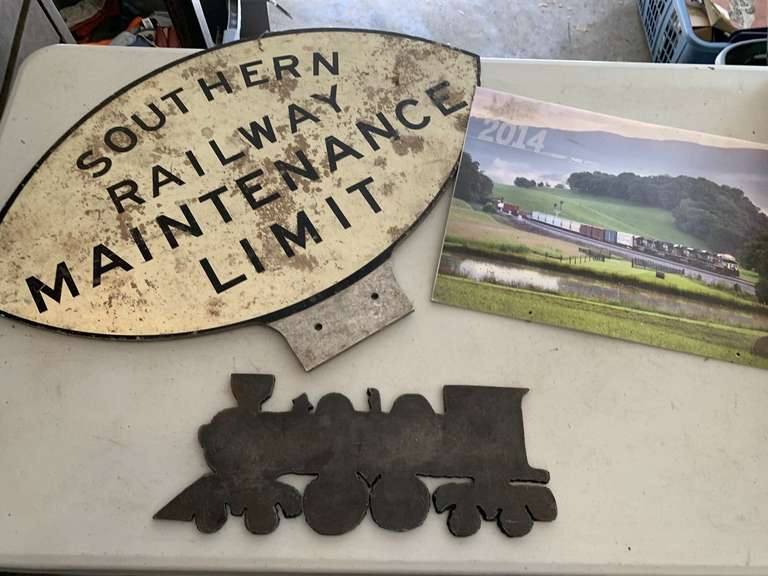 SOUTHERN
RAILWAY
MAINTENANCE
LIMIT
2014